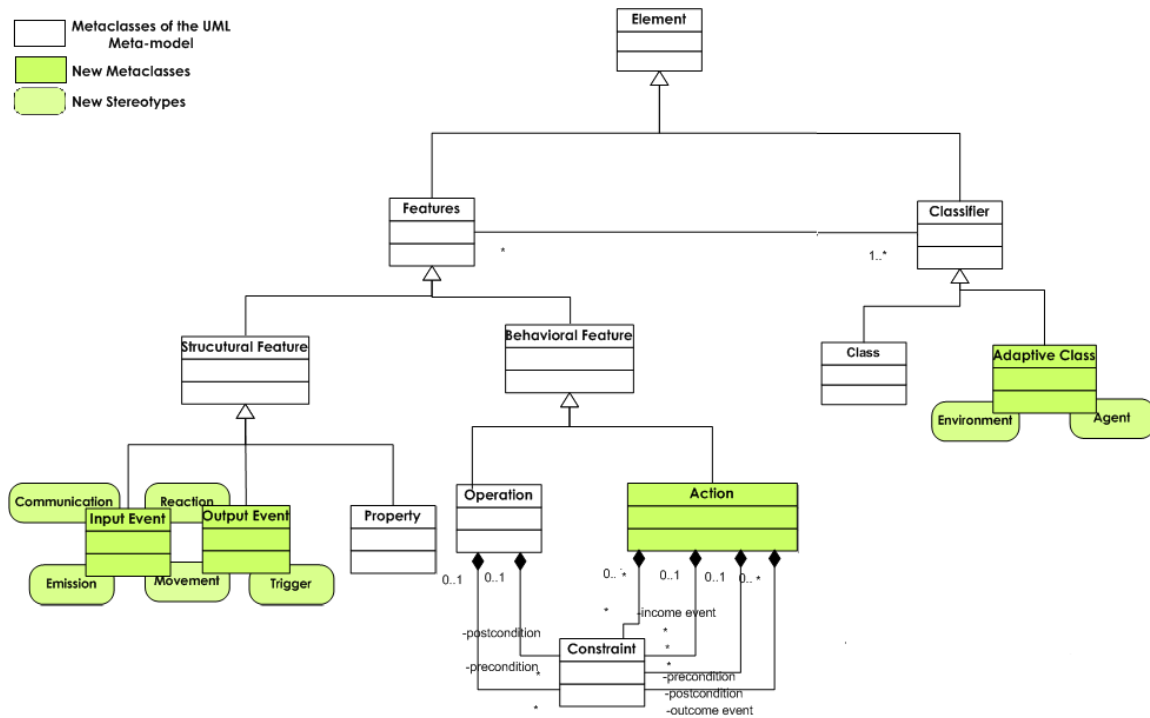 Metaclasses of the UML
Meta-model
New Metaclasses
New Stereotypes
Element
Features
Classifier
*
1..*
Strucutural Feature
Behavioral Feature
Class
Adaptive Class
Environment
Agent
Communication
Reaction
Input Event
Output Event
Property
Operation
Action
Emission
Movement
Trigger
0..1
0..1
0.. *
0..1
0..1
0.. *
*
-income event
*
-postcondition
*
Constraint
-precondition
*
*
-precondition
-postcondition
*
-outcome event